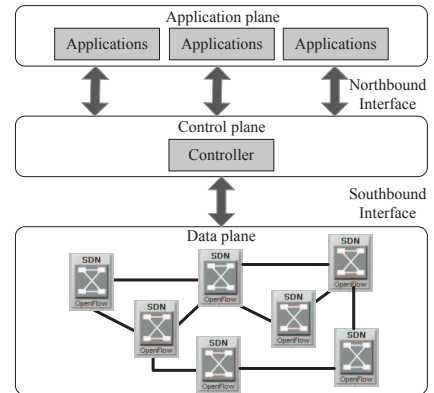 Application plane
Applications Applications Applications
Northbound
Interface
Control plane
Controller
Southbound
Interface
Data plane
SDN
OpenFlow
SDN
OpenFlow
SDN
OpenFlow
SDN
OpenFlow
SDN
OpenFlow
SDN
OpenFlow
SDN
OpenFlow